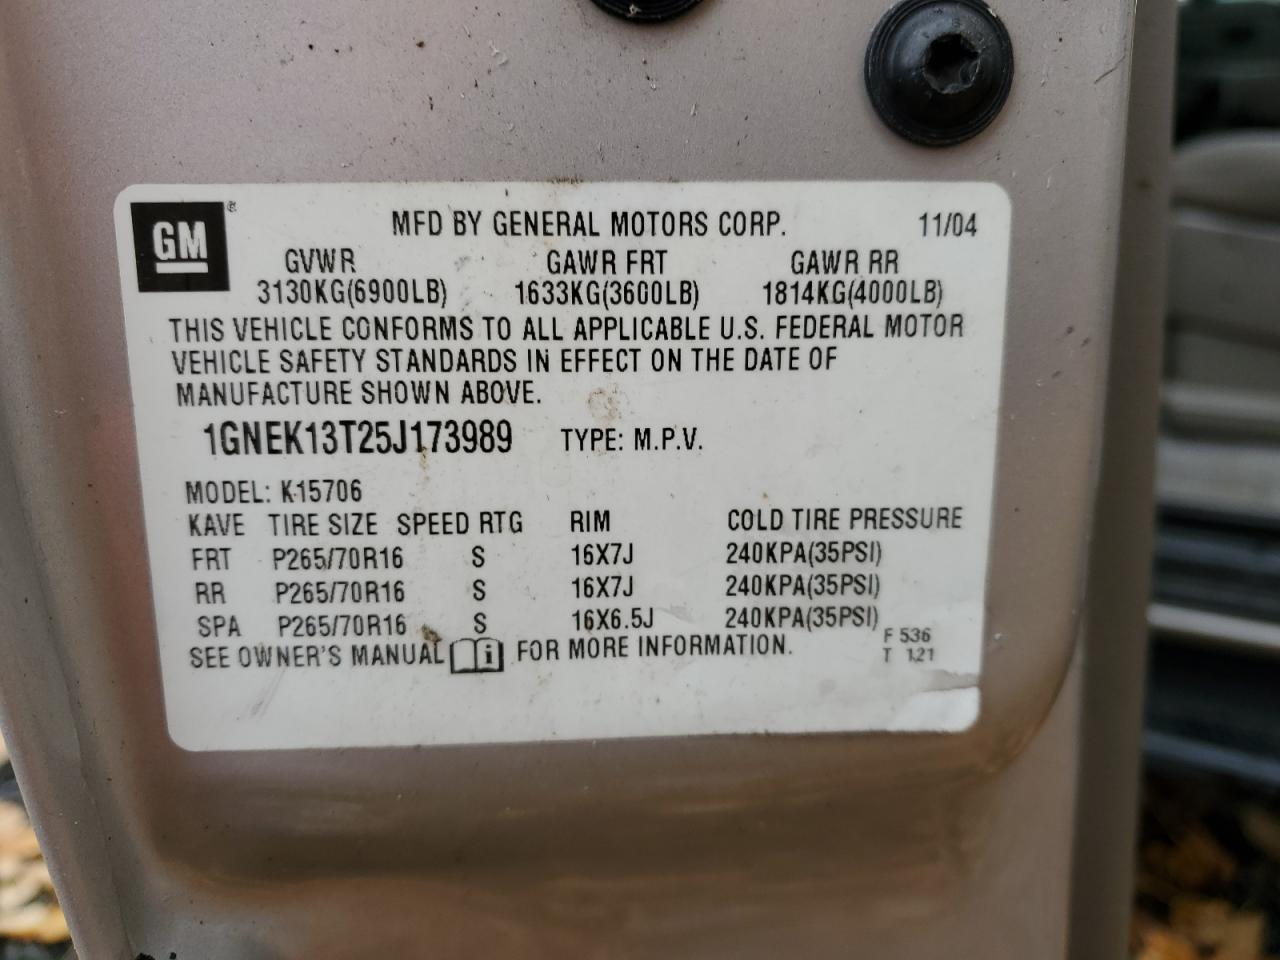 GM ®
MFD BY GENERAL MOTORS CORP. 11/04
GVWR GAWR FRT GAWR RR
3130KG(6900LB) 1633KG(3600LB) 1814KG(4000LB)
THIS VEHICLE CONFORMS TO ALL APPLICABLE U.S. FEDERAL MOTOR
VEHICLE SAFETY STANDARDS IN EFFECT ON THE DATE OF
MANUFACTURE SHOWN ABOVE.
1GNEK13T25J173989 TYPE: M.P.V.
MODEL: K15706
KAVE TIRE SIZE SPEED RTG RIM COLD TIRE PRESSURE
FRT P265/70R16 S 16X7J 240KPA(35PSI)
RR P265/70R16 S 16X7J 240KPA(35PSI)
SPA P265/70R16 S 16X6.5J 240KPA(35PSI)
SEE OWNER'S MANUAL i FOR MORE INFORMATION.
F 536
T 121